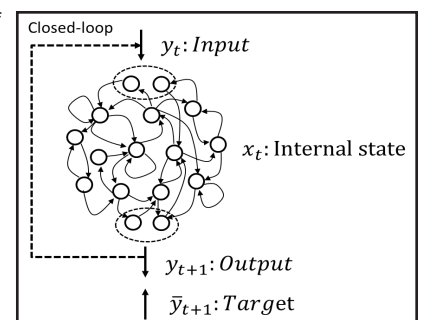 Closed-loop
y_t: Input
x_t: Internal state
y_{t+1}: Output
ȳ_{t+1}: Target